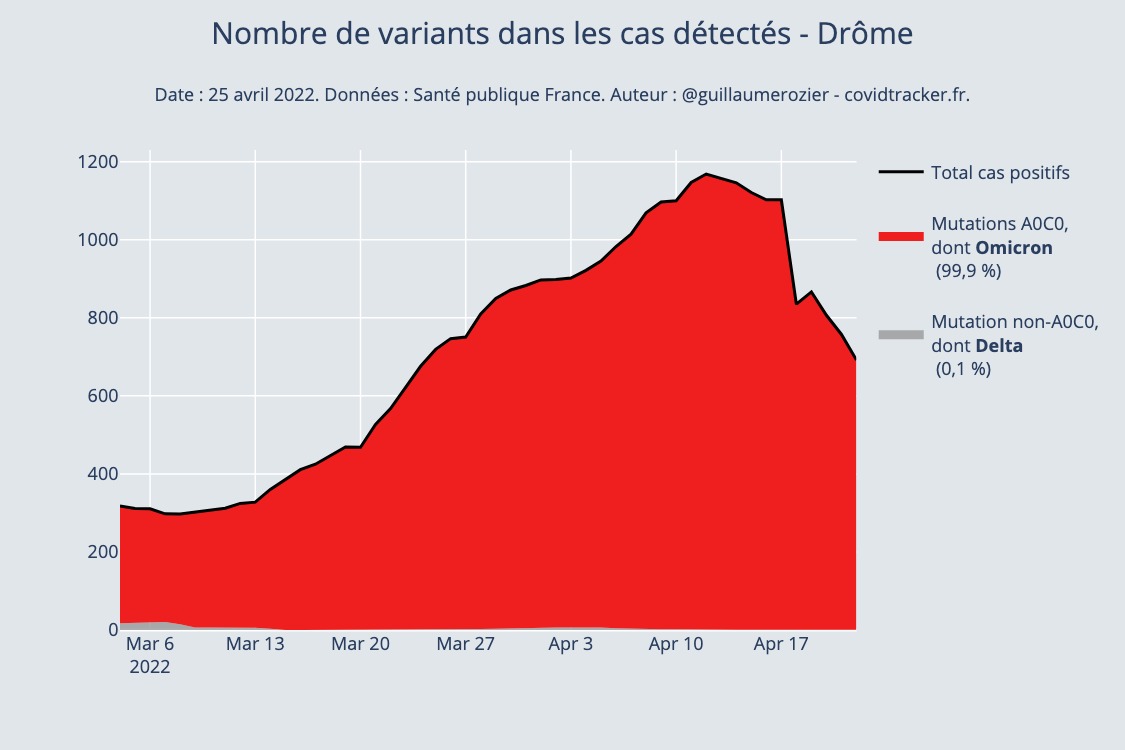 Nombre de variants dans les cas détectés - Drôme
Date : 25 avril 2022. Données : Santé publique France. Auteur : @guillaumerozier - covidtracker.fr.
1200
1000
800
600
400
200
0
Mar 6
2022
Mar 13
Mar 20
Mar 27
Apr 3
Apr 10
Apr 17
Total cas positifs
Mutations A0C0,
dont Omicron
(99,9 %)
Mutation non-A0C0,
dont Delta
(0,1 %)